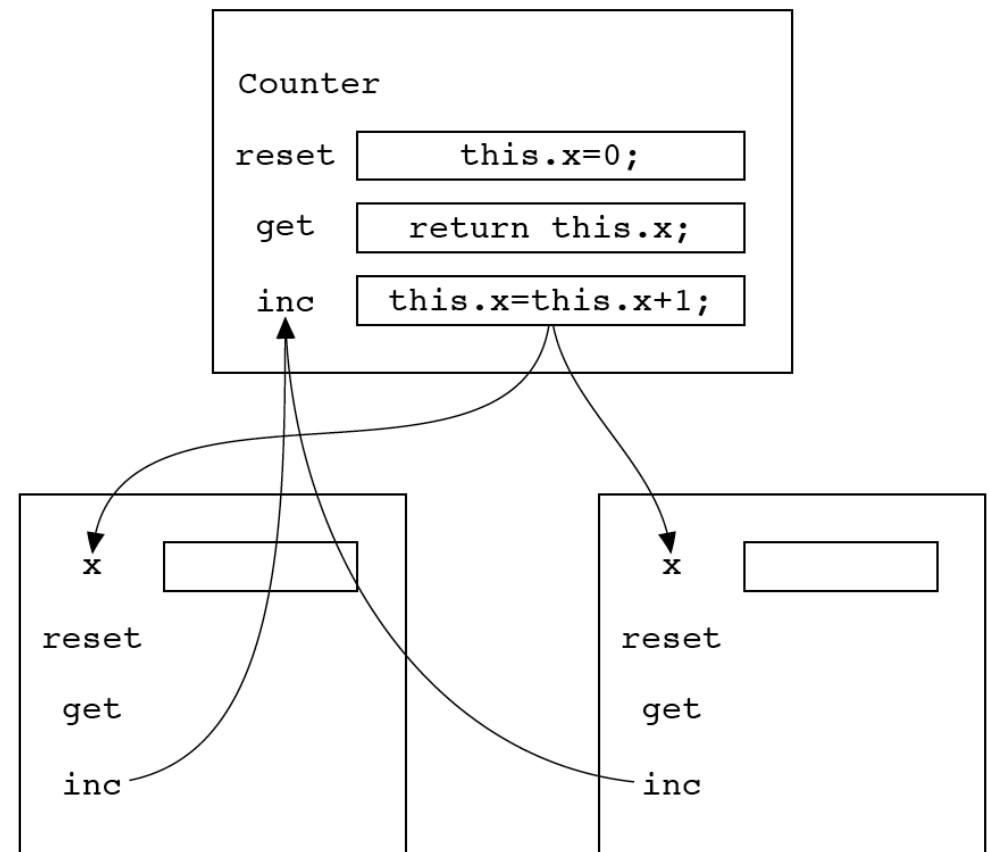 Counter
reset this.x=0;
get return this.x;
inc this.x=this.x+1;
x
reset
get
inc
x
reset
get
inc